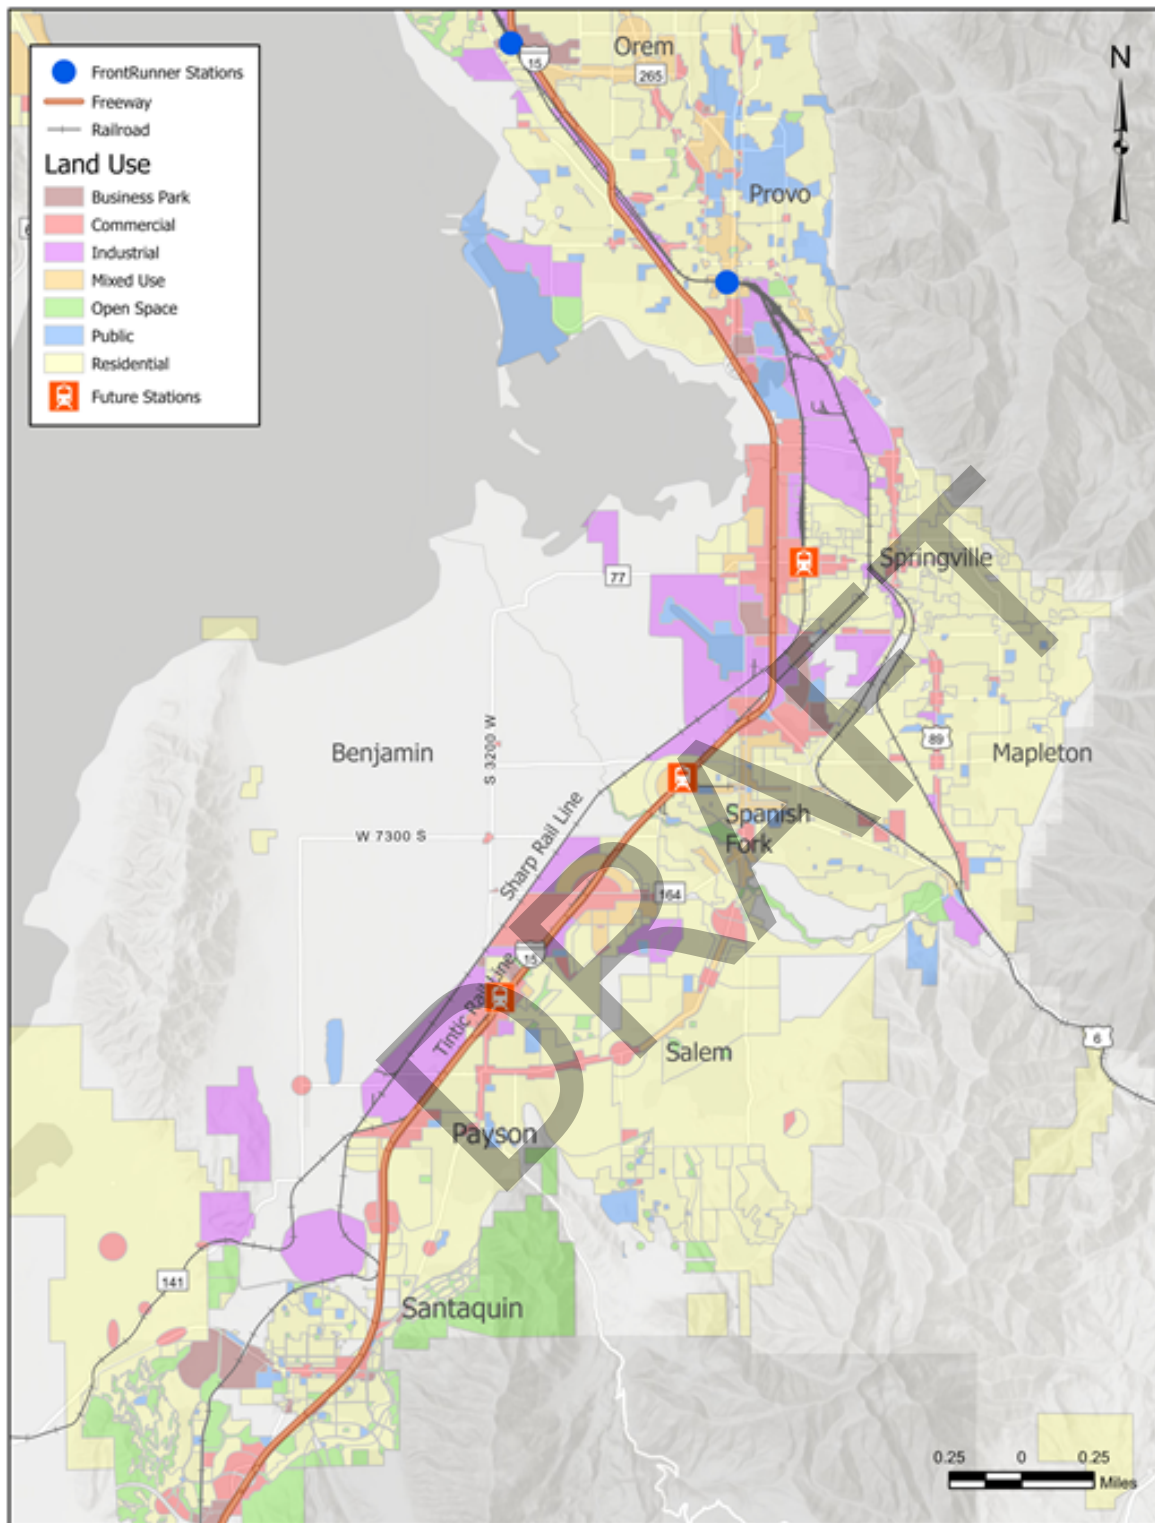 Orem
N
15
265
FrontRunner Stations
Freeway
Railroad
Land Use
Business Park
Commercial
Industrial
Mixed Use
Open Space
Public
Residential
Future Stations
Provo
Springville
77
S 3200 W
Benjamin
89
Mapleton
Spanish
Fork
W 7300 S
Sharp Rail Line
164
15
Tintic Rail Line
DRAFT
Salem
6
Payson
141
Santaquin
0.25 0 0.25
Miles